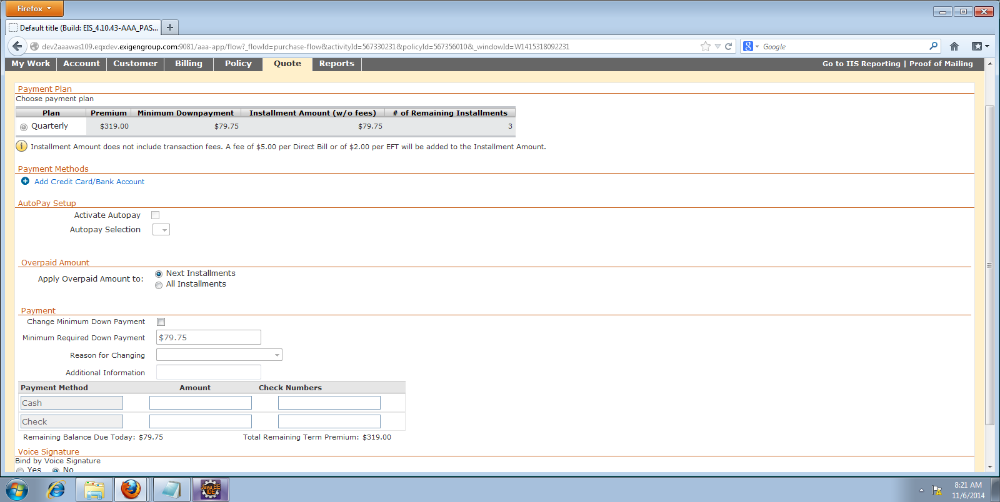 Firefox
Default title (Build: EIS_4.10.43-AAA_PAS...
dev2aaawas109.eqxdev.exigengroup.com:9081/aaa-app/flow?_flowId=purchase-flow&activityId=567330231&policyId=567356010&_windowId=W1415318092231
Google
My Work Account Customer Billing Policy Quote Reports Go to IIS Reporting | Proof of Mailing
Payment Plan
Choose payment plan
Plan Premium Minimum Downpayment Installment Amount (w/o fees) # of Remaining Installments
Quarterly $319.00 $79.75 $79.75 3
Installment Amount does not include transaction fees. A fee of $5.00 per Direct Bill or of $2.00 per EFT will be added to the Installment Amount.
Payment Methods
Add Credit Card/Bank Account
AutoPay Setup
Activate Autopay
Autopay Selection
Overpaid Amount
Apply Overpaid Amount to: Next Installments
All Installments
Payment
Change Minimum Down Payment
Minimum Required Down Payment $79.75
Reason for Changing
Additional Information
Payment Method Amount Check Numbers
Cash
Check
Remaining Balance Due Today: $79.75 Total Remaining Term Premium: $319.00
Voice Signature
Bind by Voice Signature
Yes No
Java EE
IDE
8:21 AM
11/6/2014